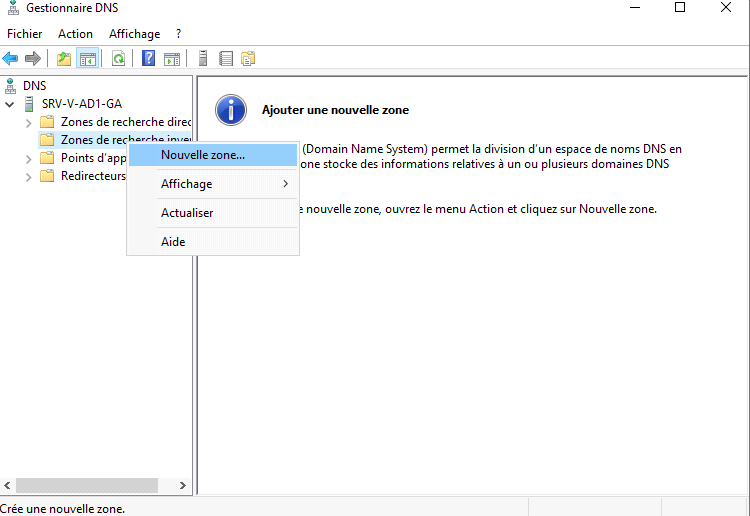 Gestionnaire DNS
Fichier Action Affichage ?
DNS
SRV-V-AD1-GA
Zones de recherche direc
Zones de recherche inver
Points d'app
Redirecteurs
Nouvelle zone...
Affichage
Actualiser
Aide
Ajouter une nouvelle zone
(Domain Name System) permet la division d'un espace de noms DNS en
one stocke des informations relatives à un ou plusieurs domaines DNS
e nouvelle zone, ouvrez le menu Action et cliquez sur Nouvelle zone.
Crée une nouvelle zone.